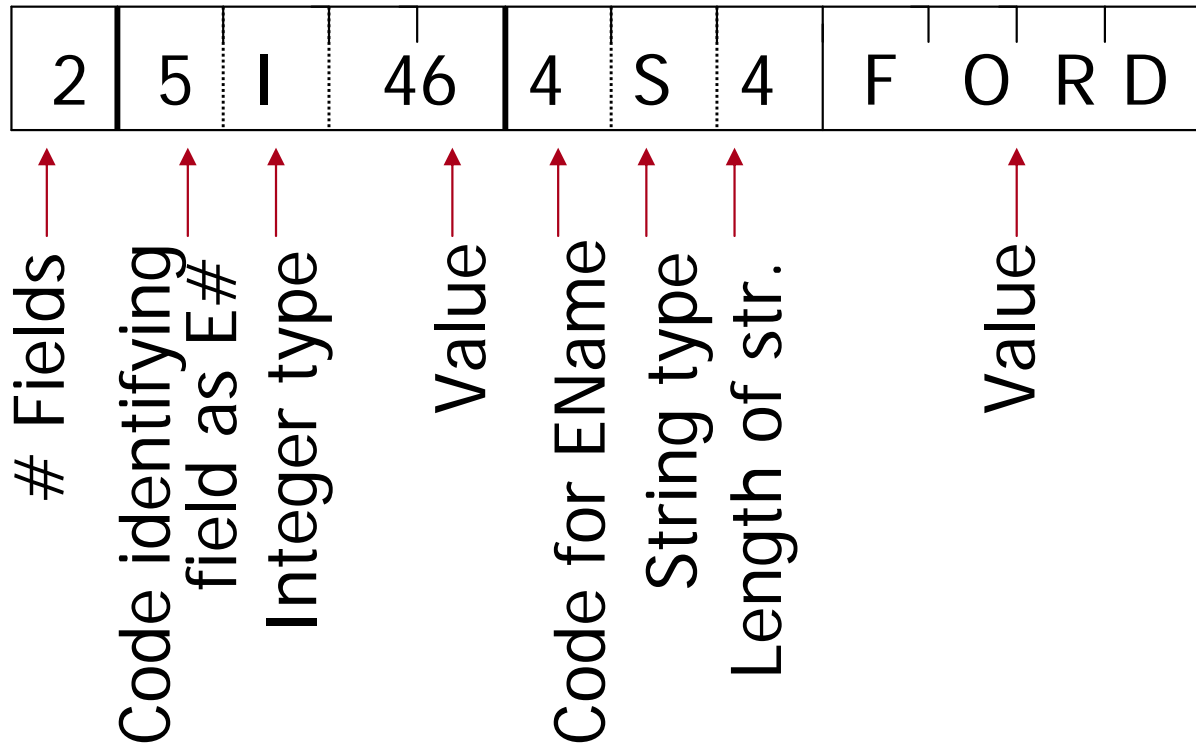 2 5 I 46 4 S 4 F O R D
# Fields
Code identifying
field as E#
Integer type
Value
Code for EName
String type
Length of str.
Value